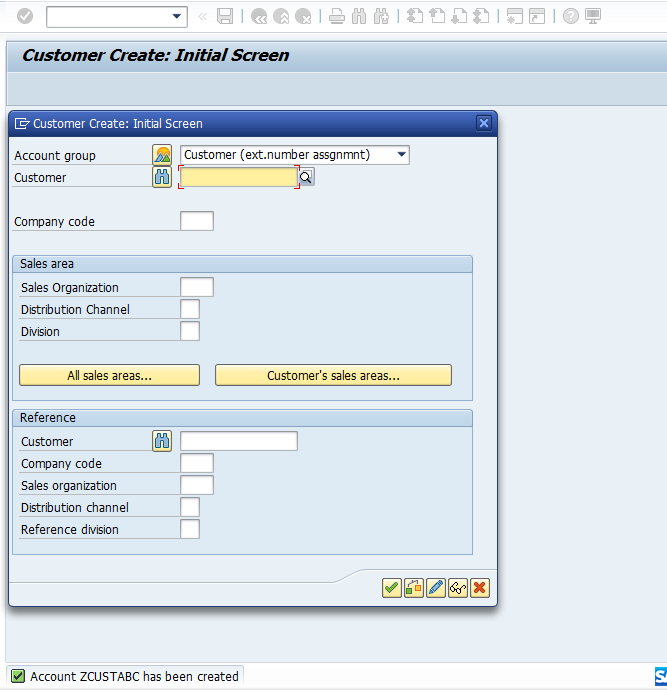 Customer Create: Initial Screen
Customer Create: Initial Screen
Account group Customer (ext.number assgnmnt)
Customer
Company code
Sales area
Sales Organization
Distribution Channel
Division
All sales areas... Customer's sales areas...
Reference
Customer
Company code
Sales organization
Distribution channel
Reference division
Account ZCUSTABC has been created